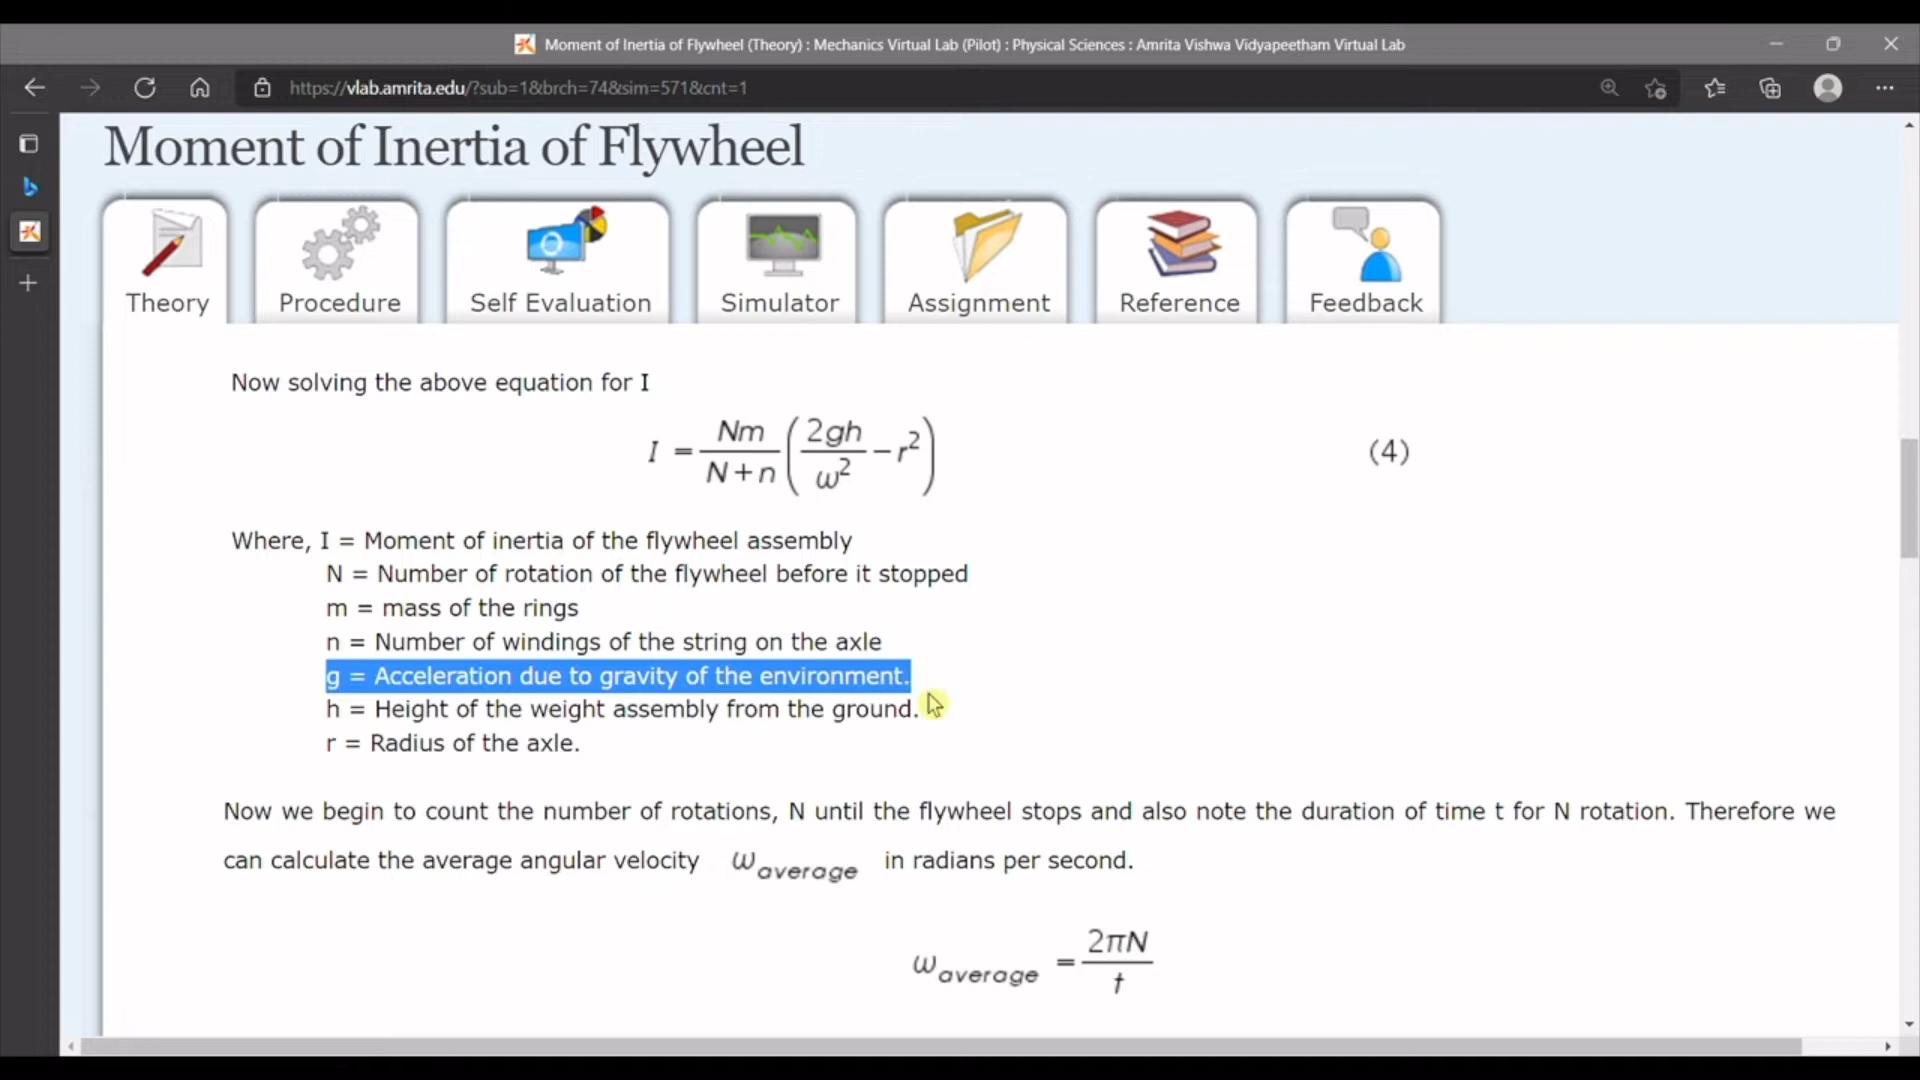 Moment of Inertia of Flywheel (Theory) : Mechanics Virtual Lab (Pilot) : Physical Sciences : Amrita Vishwa Vidyapeetham Virtual Lab
https://vlab.amrita.edu/?sub=1&brch=74&sim=571&cnt=1
Moment of Inertia of Flywheel
Theory Procedure Self Evaluation Simulator Assignment Reference Feedback
Now solving the above equation for I
I = Nm/(N+n) (2gh/ω² − r²) (4)
Where, I = Moment of inertia of the flywheel assembly
N = Number of rotation of the flywheel before it stopped
m = mass of the rings
n = Number of windings of the string on the axle
g = Acceleration due to gravity of the environment.
h = Height of the weight assembly from the ground.
r = Radius of the axle.
Now we begin to count the number of rotations, N until the flywheel stops and also note the duration of time t for N rotation. Therefore we
can calculate the average angular velocity ω average in radians per second.
ω average = 2πN/t